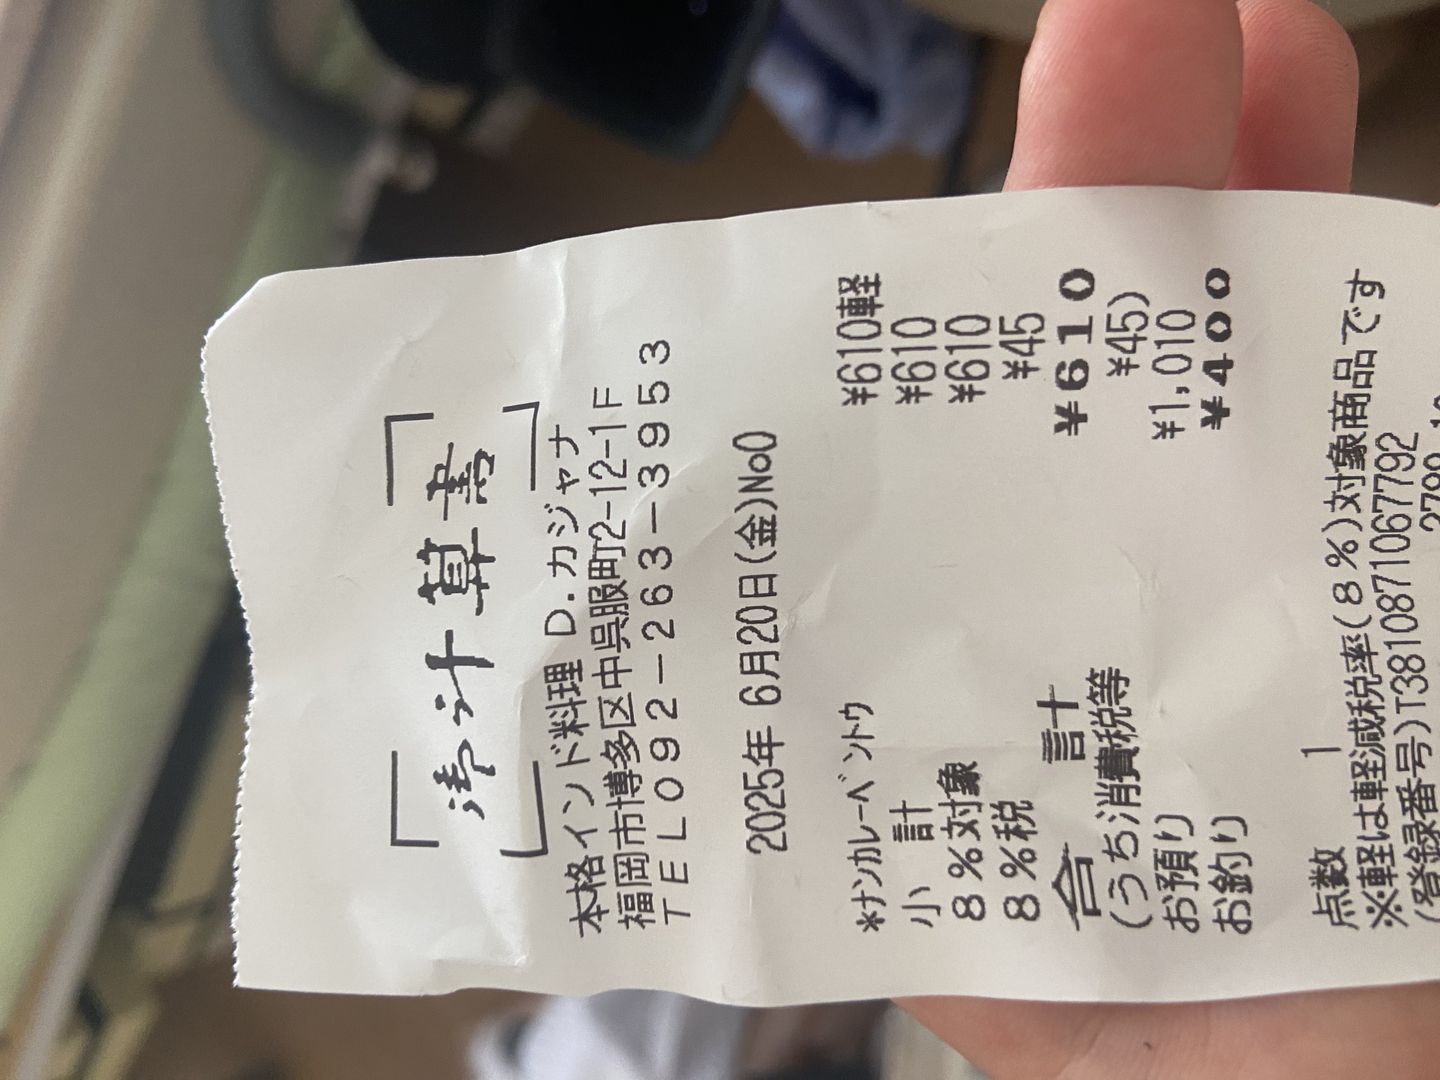 御計算書
本格インド料理 D.カジャナ
福岡市博多区中呉服町2-12-1F
TEL092-263-3953
2025年 6月20日(金)No0
*ナンカレーベントウ ¥610軽
小 計 ¥610
8%対象 ¥610
8%税 ¥45
合 計 ¥610
(うち消費税等 ¥45)
お預り ¥1,010
お釣り ¥400
点数 1
※軽は軽減税率(8%)対象商品です
(登録番号)T3810871067792